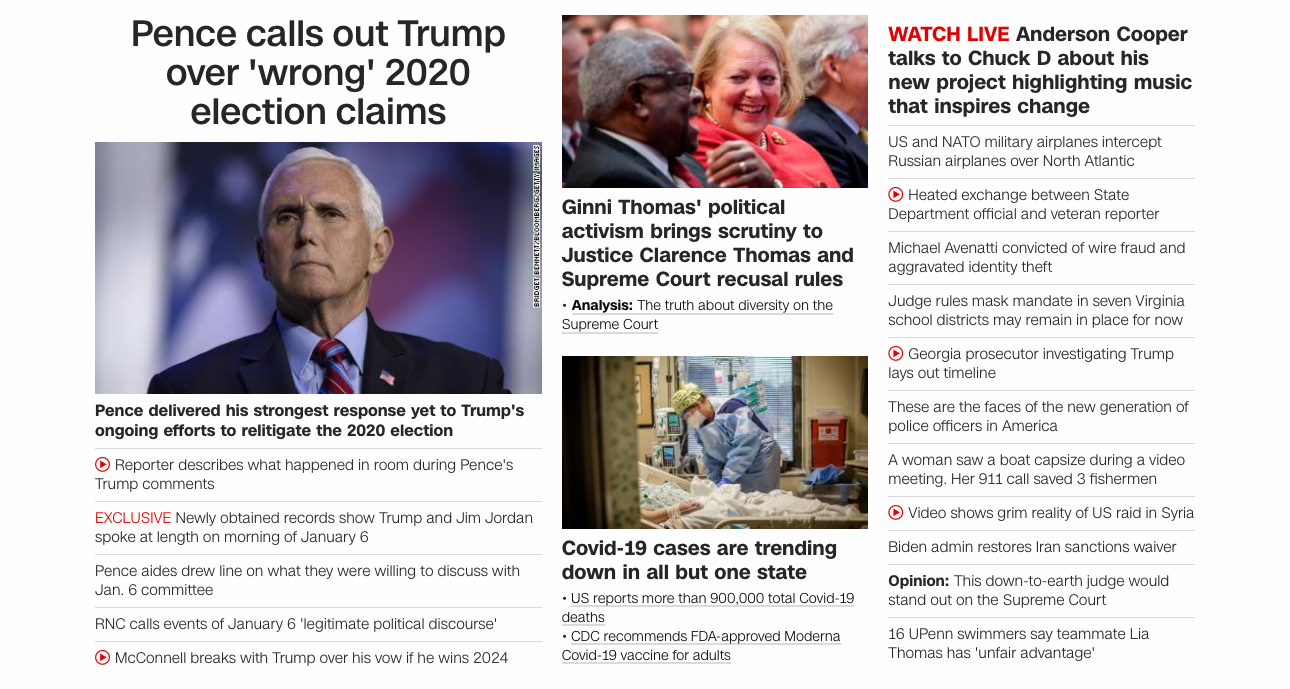 Pence calls out Trump
over 'wrong' 2020
election claims
BRIDGET BENNETT/BLOOMBERG/GETTY IMAGES
Pence delivered his strongest response yet to Trump's
ongoing efforts to relitigate the 2020 election
Reporter describes what happened in room during Pence's
Trump comments
EXCLUSIVE Newly obtained records show Trump and Jim Jordan
spoke at length on morning of January 6
Pence aides drew line on what they were willing to discuss with
Jan. 6 committee
RNC calls events of January 6 'legitimate political discourse'
McConnell breaks with Trump over his vow if he wins 2024
Ginni Thomas' political
activism brings scrutiny to
Justice Clarence Thomas and
Supreme Court recusal rules
• Analysis: The truth about diversity on the
Supreme Court
Covid-19 cases are trending
down in all but one state
• US reports more than 900,000 total Covid-19
deaths
• CDC recommends FDA-approved Moderna
Covid-19 vaccine for adults
WATCH LIVE Anderson Cooper
talks to Chuck D about his
new project highlighting music
that inspires change
US and NATO military airplanes intercept
Russian airplanes over North Atlantic
Heated exchange between State
Department official and veteran reporter
Michael Avenatti convicted of wire fraud and
aggravated identity theft
Judge rules mask mandate in seven Virginia
school districts may remain in place for now
Georgia prosecutor investigating Trump
lays out timeline
These are the faces of the new generation of
police officers in America
A woman saw a boat capsize during a video
meeting. Her 911 call saved 3 fishermen
Video shows grim reality of US raid in Syria
Biden admin restores Iran sanctions waiver
Opinion: This down-to-earth judge would
stand out on the Supreme Court
16 UPenn swimmers say teammate Lia
Thomas has 'unfair advantage'